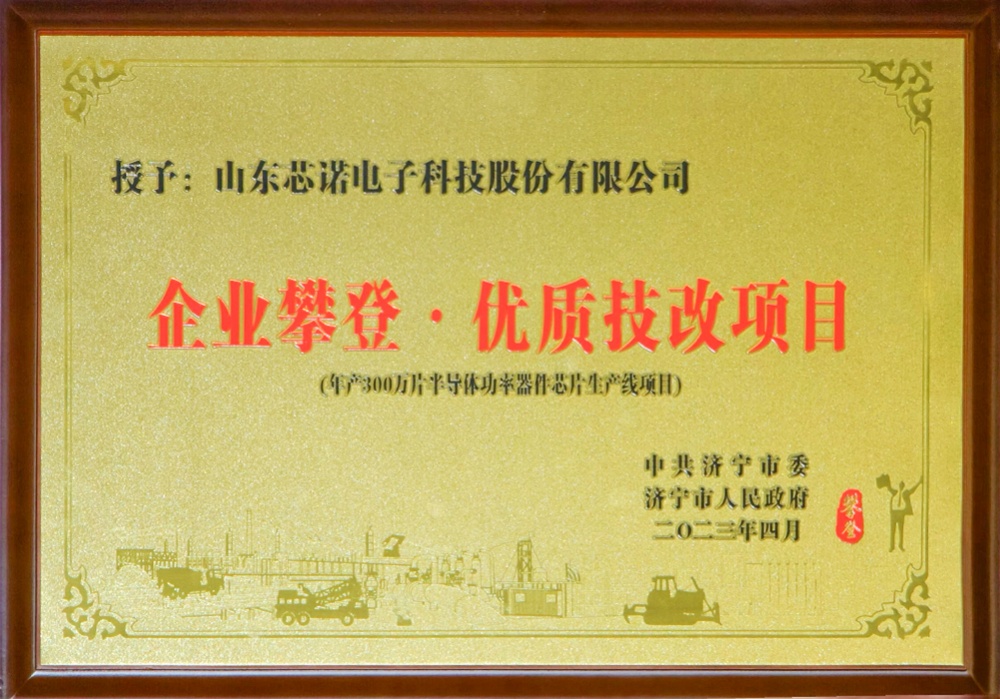 授予：山东芯诺电子科技股份有限公司
企业攀登·优质技改项目
(年产300万片半导体功率器件芯片生产线项目)
中共济宁市委
济宁市人民政府
二〇二三年四月
攀登